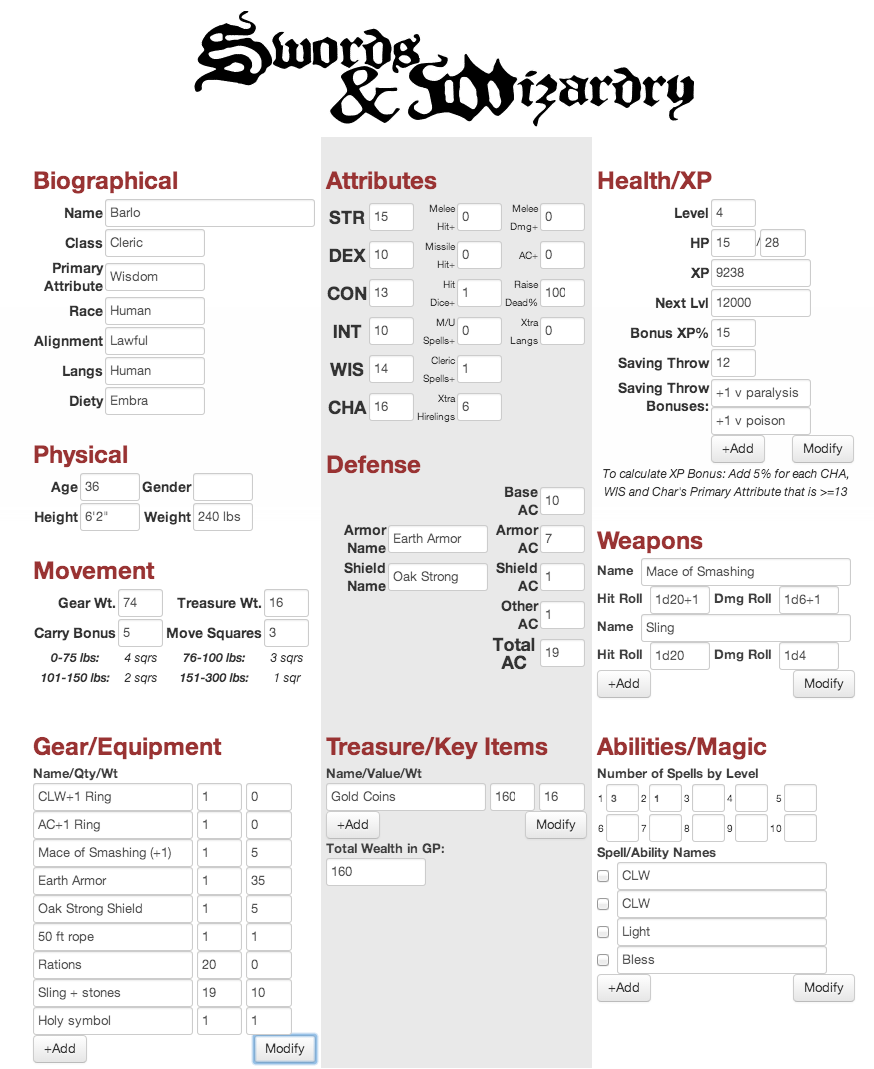 Swords
& Wizardry
Biographical
Name Barlo
Class Cleric
Primary
Attribute Wisdom
Race Human
Alignment Lawful
Langs Human
Diety Embra
Physical
Age 36 Gender
Height 6'2" Weight 240 lbs
Movement
Gear Wt. 74 Treasure Wt. 16
Carry Bonus 5 Move Squares 3
0-75 lbs: 4 sqrs 76-100 lbs: 3 sqrs
101-150 lbs: 2 sqrs 151-300 lbs: 1 sqr
Attributes
STR 15 Melee Hit+ 0 Melee Dmg+ 0
DEX 10 Missile Hit+ 0 AC+ 0
CON 13 Hit Dice+ 1 Raise Dead% 100
INT 10 M/U Spells+ 0 Xtra Langs 0
WIS 14 Cleric Spells+ 1
CHA 16 Xtra Hirelings 6
Defense
Base AC 10
Armor Name Earth Armor Armor AC 7
Shield Name Oak Strong Shield AC 1
Other AC 1
Total AC 19
Health/XP
Level 4
HP 15 / 28
XP 9238
Next Lvl 12000
Bonus XP% 15
Saving Throw 12
Saving Throw Bonuses: +1 v paralysis
+1 v poison
+Add Modify
To calculate XP Bonus: Add 5% for each CHA,
WIS and Char's Primary Attribute that is >=13
Weapons
Name Mace of Smashing
Hit Roll 1d20+1 Dmg Roll 1d6+1
Name Sling
Hit Roll 1d20 Dmg Roll 1d4
+Add Modify
Gear/Equipment
Name/Qty/Wt
CLW+1 Ring 1 0
AC+1 Ring 1 0
Mace of Smashing (+1) 1 5
Earth Armor 1 35
Oak Strong Shield 1 5
50 ft rope 1 1
Rations 20 0
Sling + stones 19 10
Holy symbol 1 1
+Add Modify
Treasure/Key Items
Name/Value/Wt
Gold Coins 160 16
+Add Modify
Total Wealth in GP:
160
Abilities/Magic
Number of Spells by Level
1 3 2 1 3 4 5
6 7 8 9 10
Spell/Ability Names
CLW
CLW
Light
Bless
+Add Modify